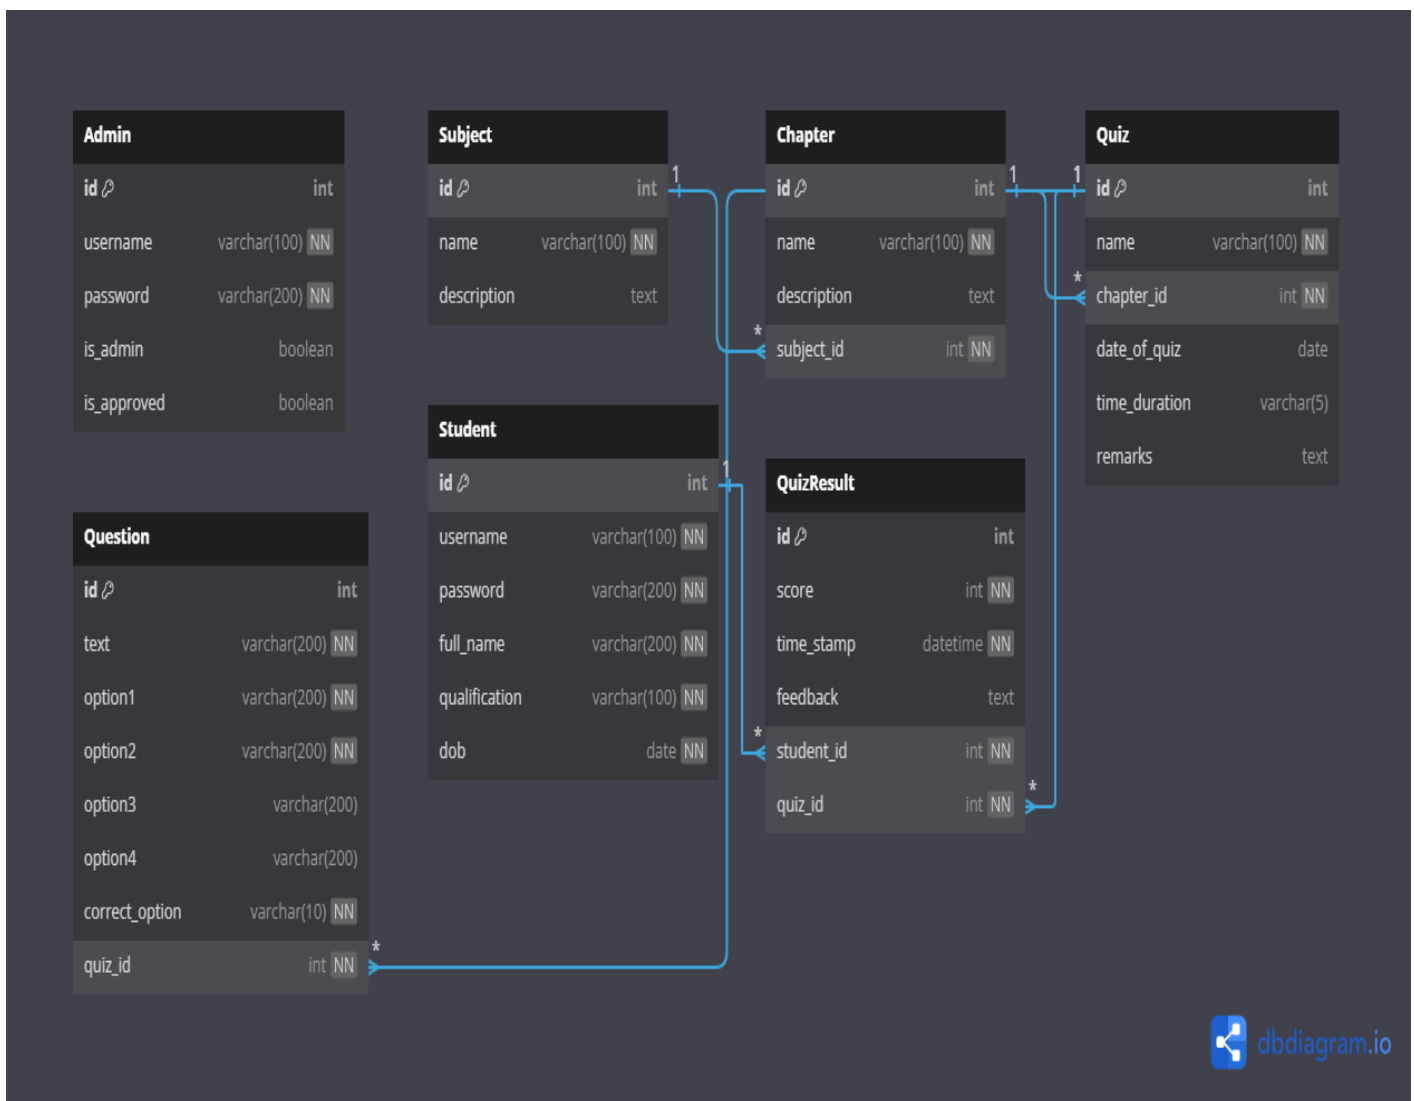 Admin
id int
username varchar(100) NN
password varchar(200) NN
is_admin boolean
is_approved boolean
Subject
id int
name varchar(100) NN
description text
Chapter
id int
name varchar(100) NN
description text
subject_id int NN
Quiz
id int
name varchar(100) NN
chapter_id int NN
date_of_quiz date
time_duration varchar(5)
remarks text
Student
id int
username varchar(100) NN
password varchar(200) NN
full_name varchar(200) NN
qualification varchar(100) NN
dob date NN
QuizResult
id int
score int NN
time_stamp datetime NN
feedback text
student_id int NN
quiz_id int NN
Question
id int
text varchar(200) NN
option1 varchar(200) NN
option2 varchar(200) NN
option3 varchar(200)
option4 varchar(200)
correct_option varchar(10) NN
quiz_id int NN
1
*
1
1
*
1
*
*
*
dbdiagram.io